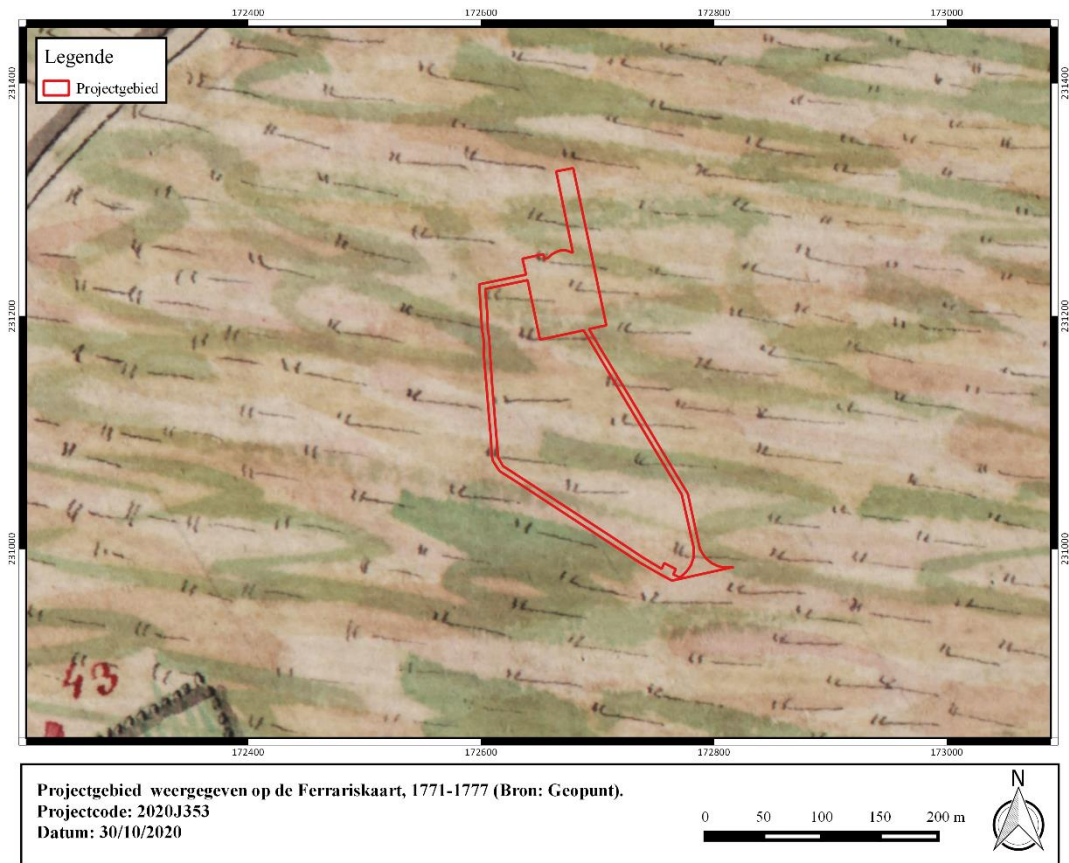 172400 172600 172800 173000
Legende
Projectgebied
231400
231400
231200
231200
231000
231000
43
172400 172600 172800 173000
Projectgebied weergegeven op de Ferrariskaart, 1771-1777 (Bron: Geopunt).
Projectcode: 2020J353
Datum: 30/10/2020
0 50 100 150 200 m
N